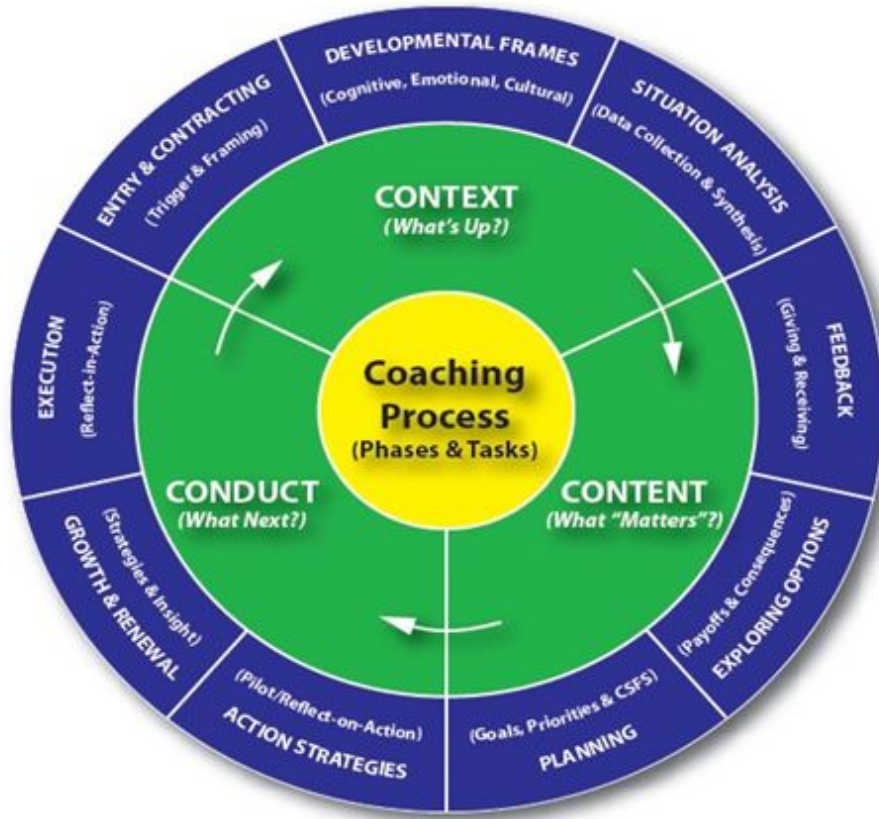 DEVELOPMENTAL FRAMES
(Cognitive, Emotional, Cultural)
SITUATION ANALYSIS
(Data Collection & Synthesis)
FEEDBACK
(Giving & Receiving)
EXPLORING OPTIONS
(Payoffs & Consequences)
(Goals, Priorities & CSFS)
PLANNING
(Pilot/Reflect-on-Action)
ACTION STRATEGIES
(Strategies & Insight)
GROWTH & RENEWAL
EXECUTION
(Reflect-in-Action)
ENTRY & CONTRACTING
(Trigger & Framing)
CONTEXT
(What's Up?)
CONTENT
(What "Matters"?)
CONDUCT
(What Next?)
Coaching
Process
(Phases & Tasks)